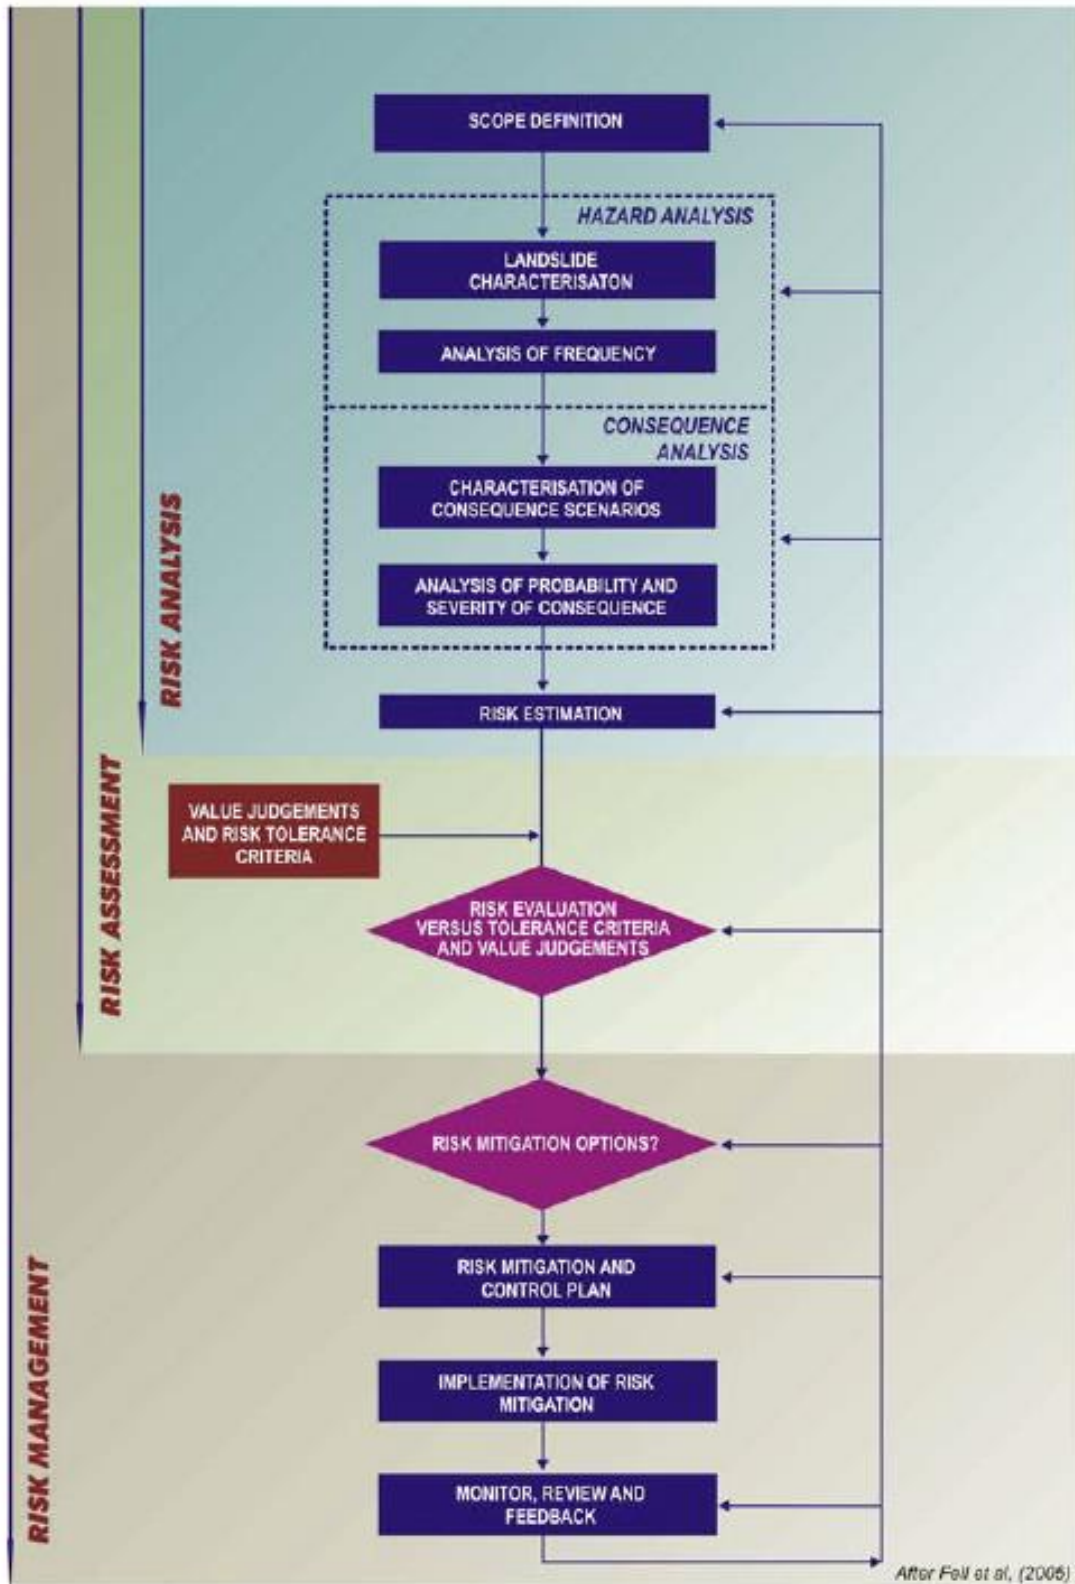 SCOPE DEFINITION
HAZARD ANALYSIS
LANDSLIDE
CHARACTERISATON
ANALYSIS OF FREQUENCY
CONSEQUENCE
ANALYSIS
CHARACTERISATION OF
CONSEQUENCE SCENARIOS
ANALYSIS OF PROBABILITY AND
SEVERITY OF CONSEQUENCE
RISK ANALYSIS
RISK ESTIMATION
VALUE JUDGEMENTS
AND RISK TOLERANCE
CRITERIA
RISK ASSESSMENT
RISK EVALUATION
VERSUS TOLERANCE CRITERIA
AND VALUE JUDGEMENTS
RISK MITIGATION OPTIONS?
RISK MITIGATION AND
CONTROL PLAN
RISK MANAGEMENT
IMPLEMENTATION OF RISK
MITIGATION
MONITOR, REVIEW AND
FEEDBACK
After Fell et al, (2005)